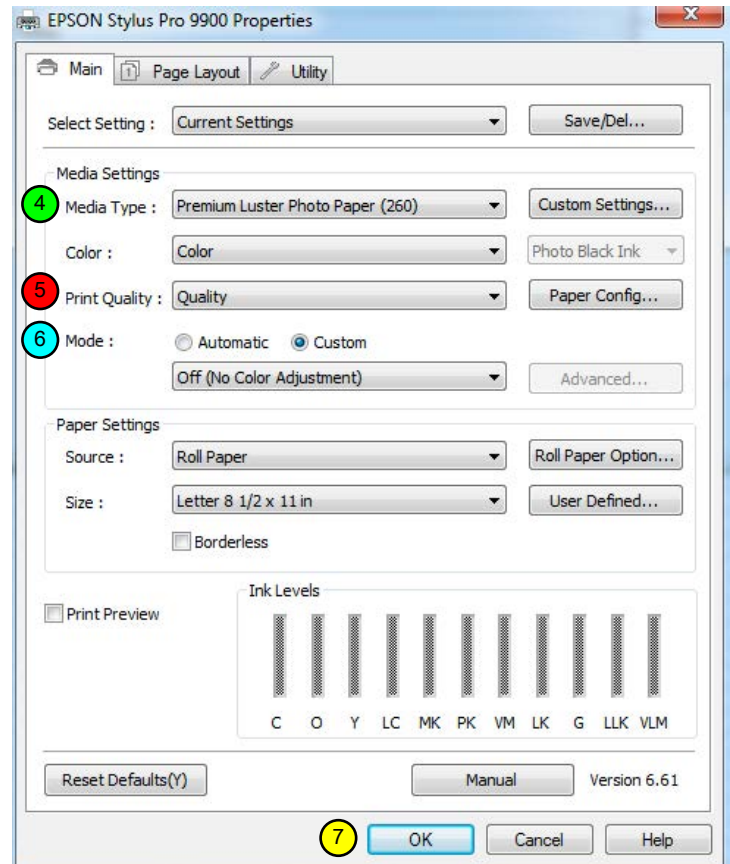 EPSON Stylus Pro 9900 Properties
X
Main 1 Page Layout Utility
Select Setting : Current Settings Save/Del...
Media Settings
4 Media Type : Premium Luster Photo Paper (260) Custom Settings...
Color : Color Photo Black Ink
5 Print Quality : Quality Paper Config...
6 Mode : Automatic Custom
Off (No Color Adjustment) Advanced...
Paper Settings
Source : Roll Paper Roll Paper Option...
Size : Letter 8 1/2 x 11 in User Defined...
Borderless
Print Preview
Ink Levels
C O Y LC MK PK VM LK G LLK VLM
Reset Defaults(Y) Manual Version 6.61
7 OK Cancel Help